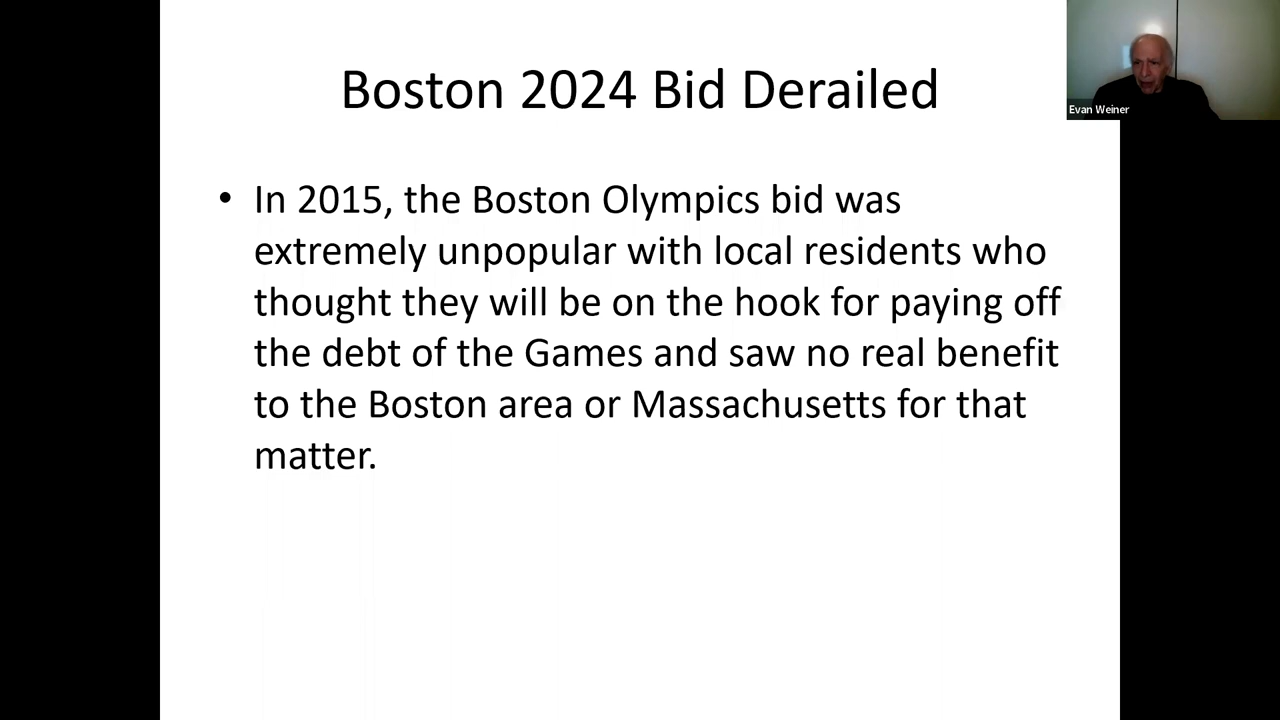 Boston 2024 Bid Derailed
Evan Weiner
• In 2015, the Boston Olympics bid was
extremely unpopular with local residents who
thought they will be on the hook for paying off
the debt of the Games and saw no real benefit
to the Boston area or Massachusetts for that
matter.